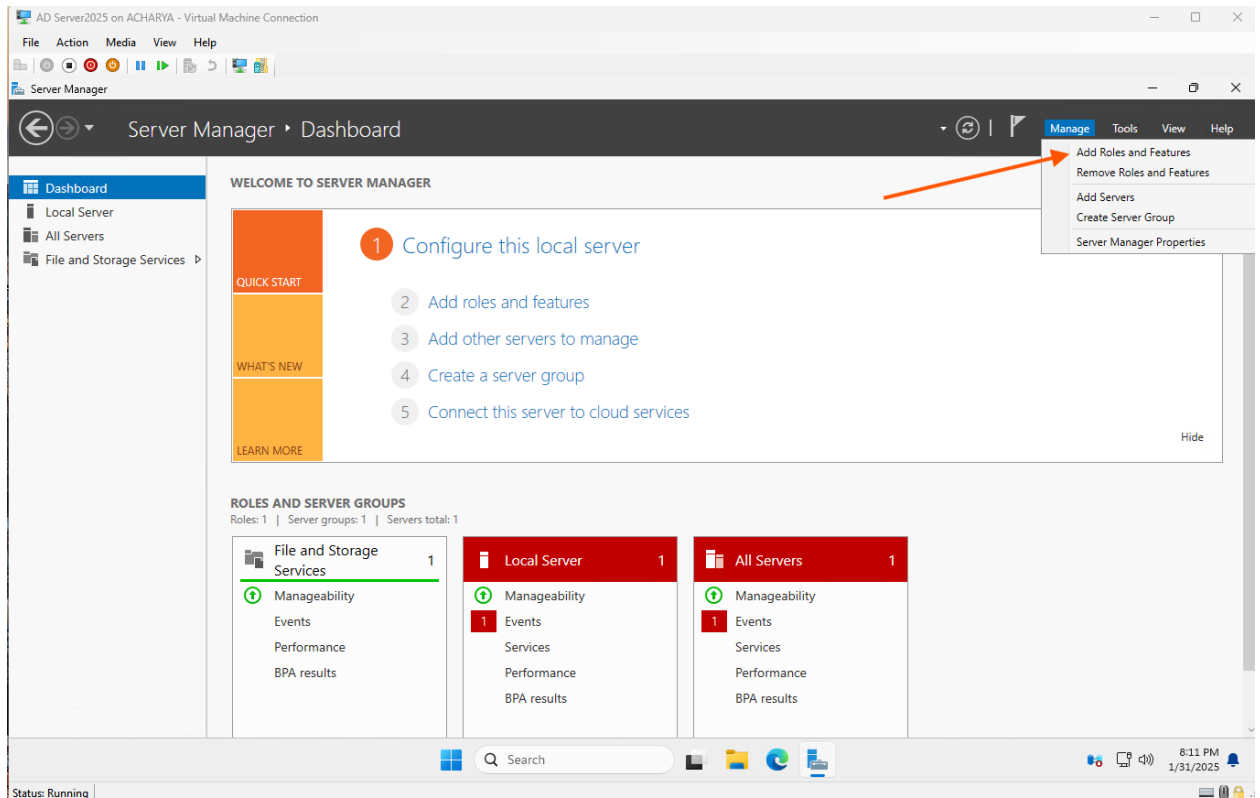 AD Server2025 on ACHARYA - Virtual Machine Connection
File Action Media View Help
Server Manager
Server Manager • Dashboard
Manage Tools View Help
Add Roles and Features
Remove Roles and Features
Add Servers
Create Server Group
Server Manager Properties
Dashboard
Local Server
All Servers
File and Storage Services
WELCOME TO SERVER MANAGER
QUICK START
WHAT'S NEW
LEARN MORE
1 Configure this local server
2 Add roles and features
3 Add other servers to manage
4 Create a server group
5 Connect this server to cloud services
Hide
ROLES AND SERVER GROUPS
Roles: 1 | Server groups: 1 | Servers total: 1
File and Storage
Services
1
Manageability
Events
Performance
BPA results
Local Server 1
Manageability
1 Events
Services
Performance
BPA results
All Servers 1
Manageability
1 Events
Services
Performance
BPA results
Search
8:11 PM
1/31/2025
Status: Running